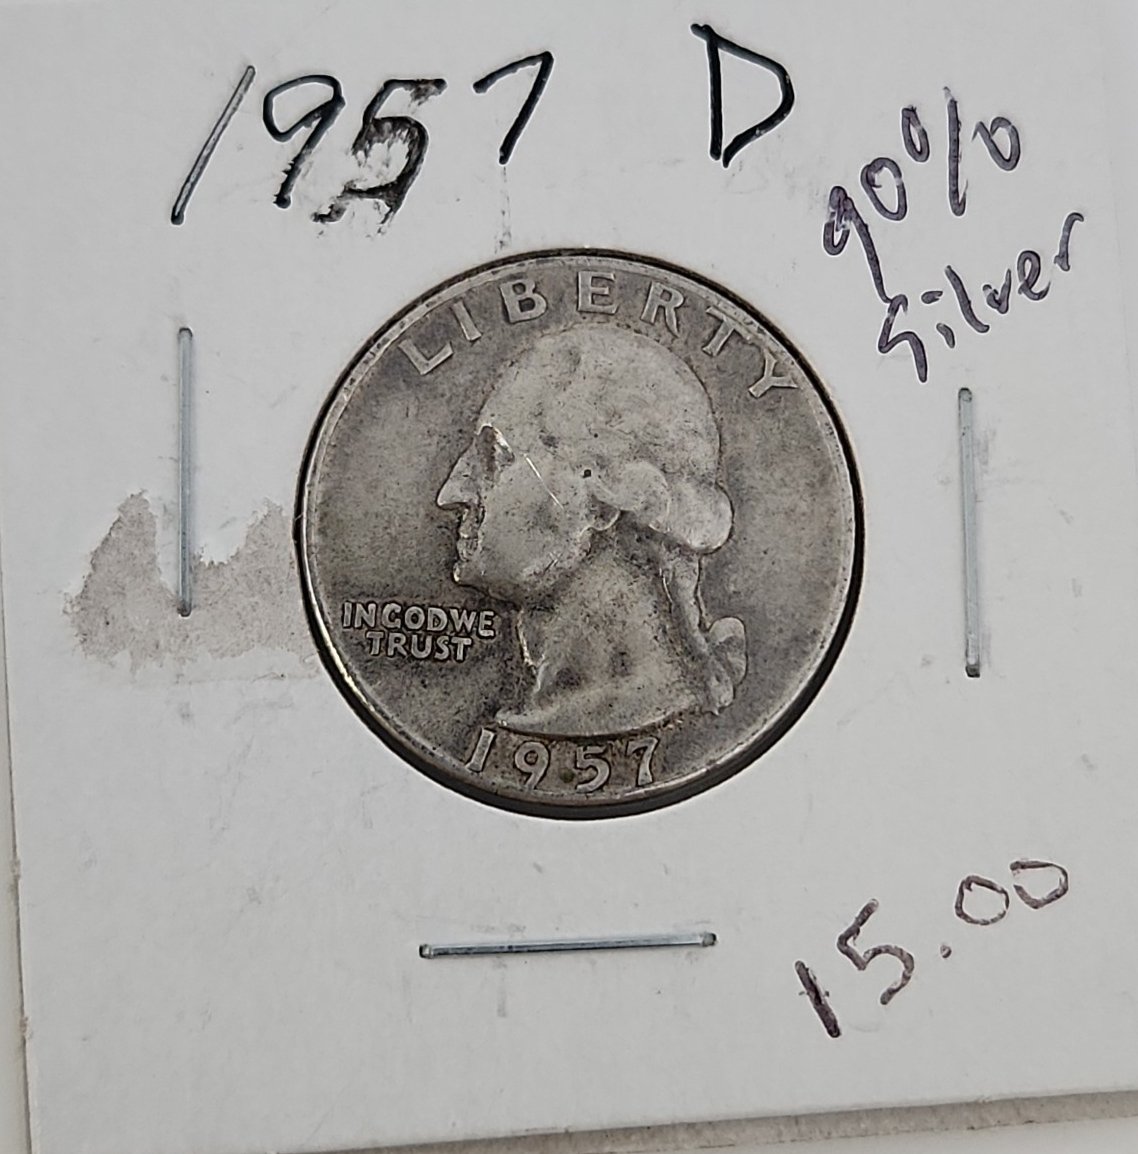 1957 D
90%
Silver
LIBERTY
IN GOD WE
TRUST
1957
15.00